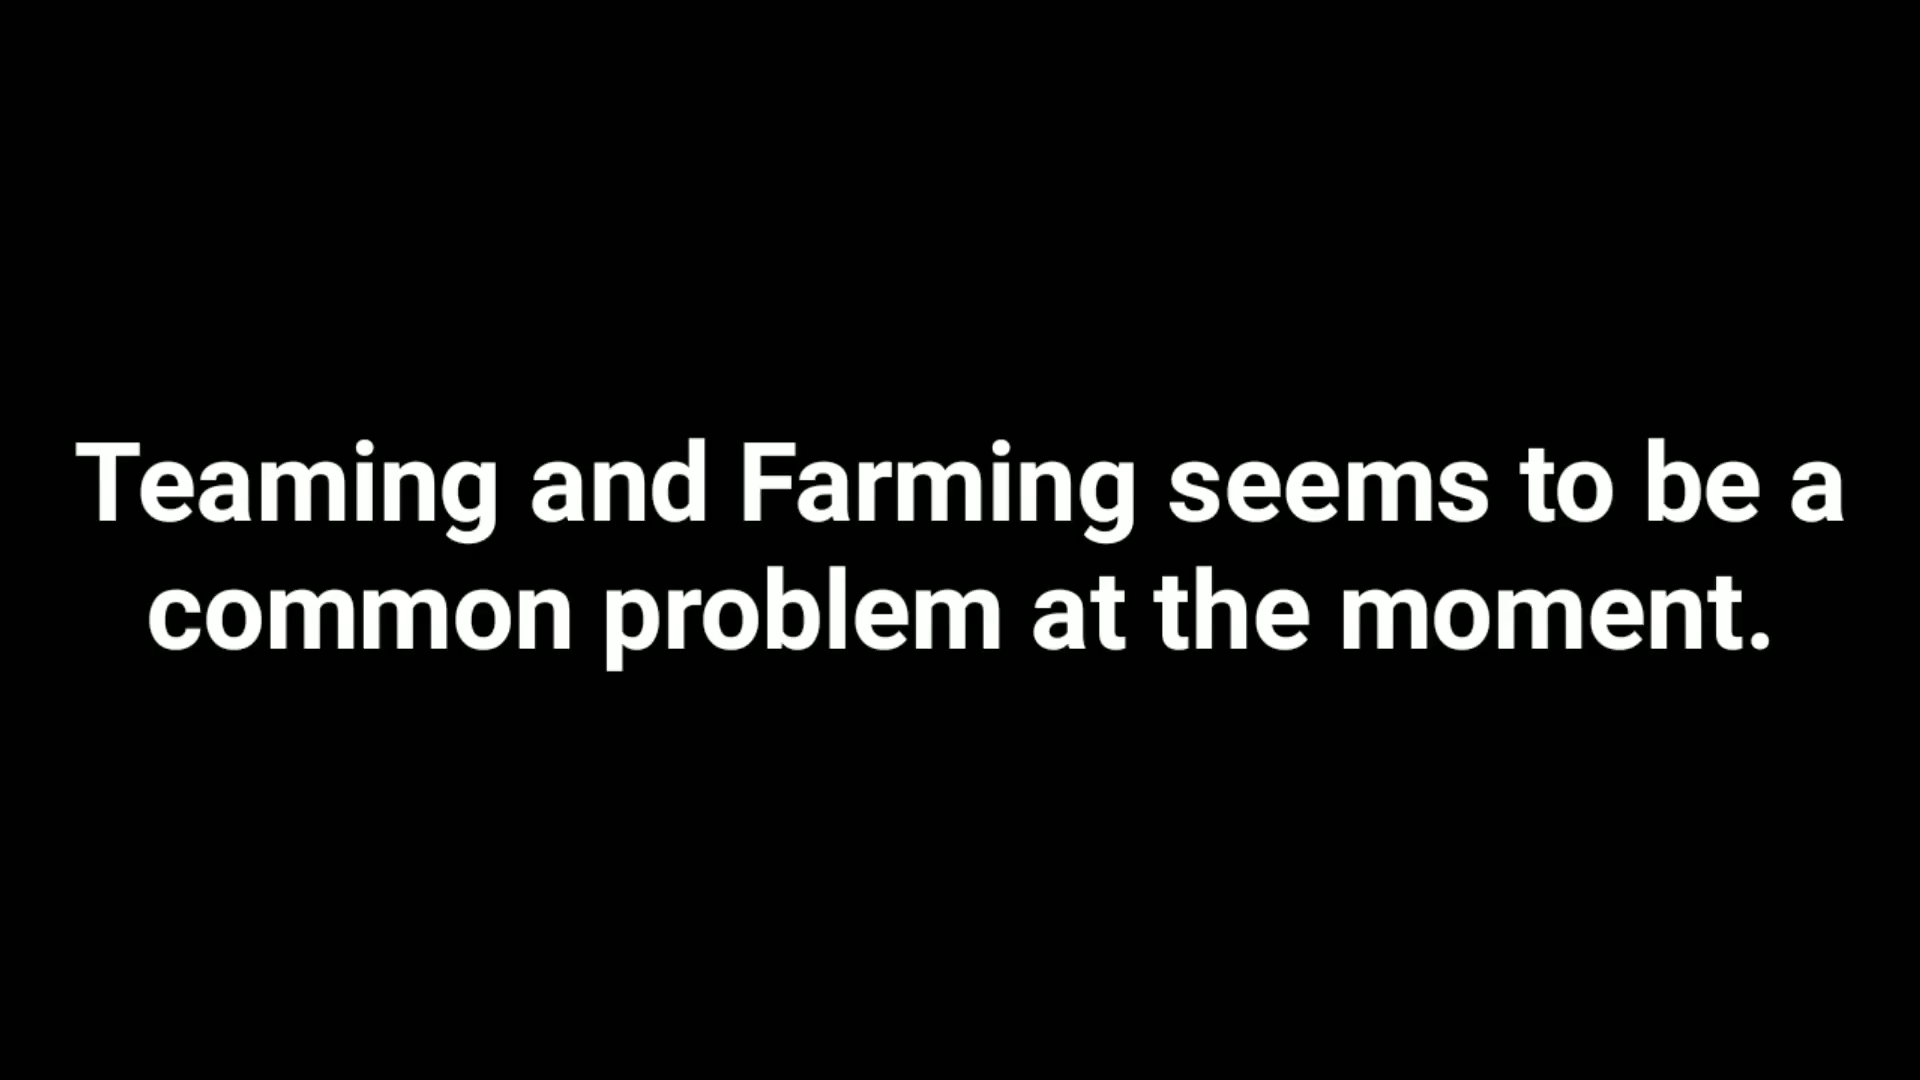 Teaming and Farming seems to be a
common problem at the moment.